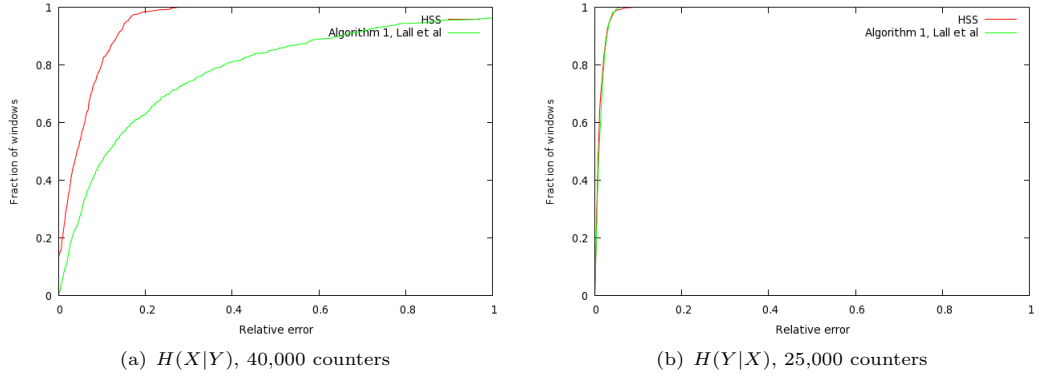 1
0.8
0.6
0.4
0.2
0
Fraction of windows
HSS
Algorithm 1, Lall et al
0 0.2 0.4 0.6 0.8 1
Relative error
(a) H(X|Y), 40,000 counters
1
0.8
0.6
0.4
0.2
0
Fraction of windows
HSS
Algorithm 1, Lall et al
0 0.2 0.4 0.6 0.8 1
Relative error
(b) H(Y|X), 25,000 counters